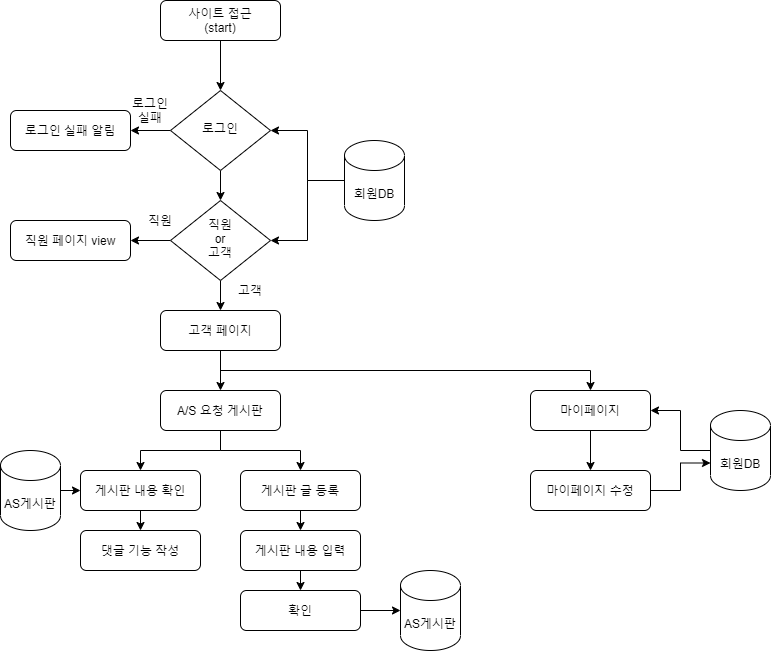 사이트 접근
(start)
로그인
실패
로그인 실패 알림
로그인
회원DB
직원
직원 페이지 view
직원
or
고객
고객
고객 페이지
A/S 요청 게시판
마이페이지
AS게시판
게시판 내용 확인
게시판 글 등록
마이페이지 수정
회원DB
댓글 기능 작성
게시판 내용 입력
확인
AS게시판